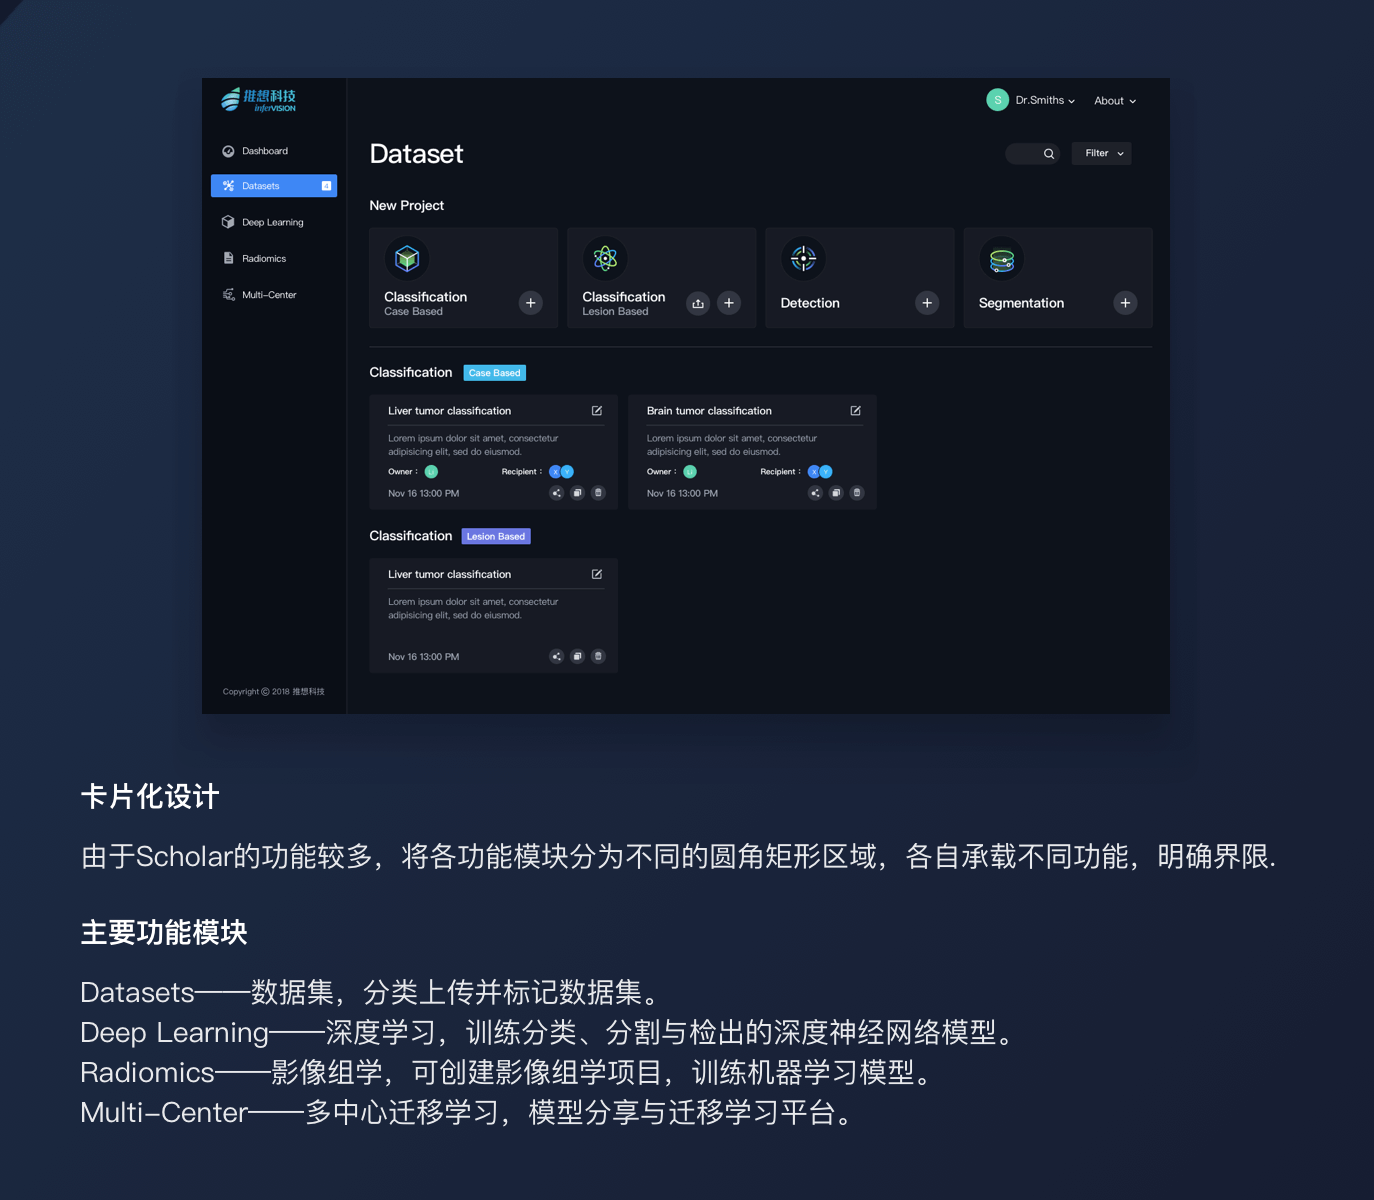 推想科技
inferVISION
S Dr.Smiths About
Dashboard
Datasets 4
Deep Learning
Radiomics
Multi-Center
Copyright © 2018 推想科技
Dataset
Filter
New Project
Classification
Case Based
Classification
Lesion Based
Detection
Segmentation
Classification Case Based
Liver tumor classification
Lorem ipsum dolor sit amet, consectetur
adipisicing elit, sed do eiusmod.
Owner： Li Recipient： X Y
Nov 16 13:00 PM
Brain tumor classification
Lorem ipsum dolor sit amet, consectetur
adipisicing elit, sed do eiusmod.
Owner： Li Recipient： X Y
Nov 16 13:00 PM
Classification Lesion Based
Liver tumor classification
Lorem ipsum dolor sit amet, consectetur
adipisicing elit, sed do eiusmod.
Nov 16 13:00 PM
卡片化设计
由于Scholar的功能较多，将各功能模块分为不同的圆角矩形区域，各自承载不同功能，明确界限.
主要功能模块
Datasets——数据集，分类上传并标记数据集。
Deep Learning——深度学习，训练分类、分割与检出的深度神经网络模型。
Radiomics——影像组学，可创建影像组学项目，训练机器学习模型。
Multi-Center——多中心迁移学习，模型分享与迁移学习平台。